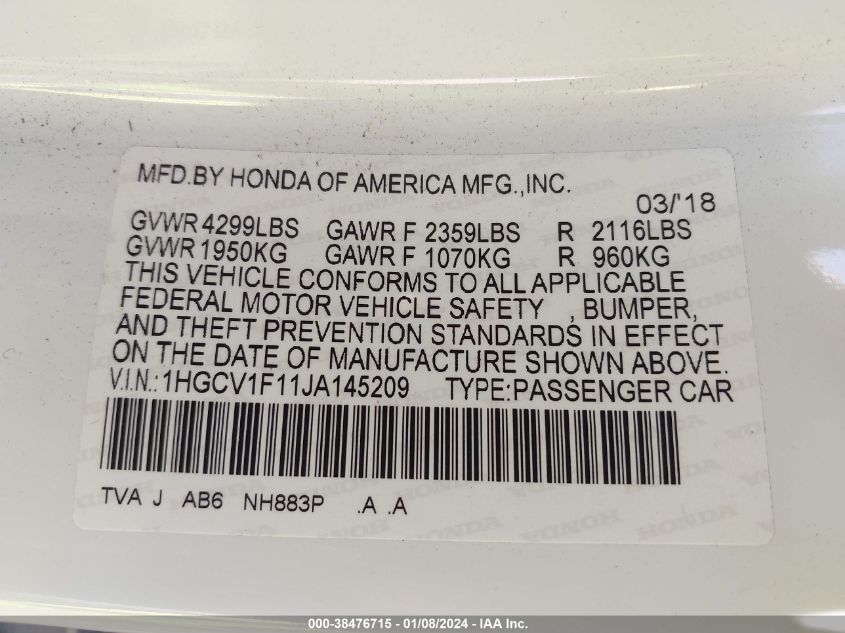 MFD.BY HONDA OF AMERICA MFG.,INC.
03/'18
GVWR 4299LBS GAWR F 2359LBS R 2116LBS
GVWR 1950KG GAWR F 1070KG R 960KG
THIS VEHICLE CONFORMS TO ALL APPLICABLE
FEDERAL MOTOR VEHICLE SAFETY , BUMPER,
AND THEFT PREVENTION STANDARDS IN EFFECT
ON THE DATE OF MANUFACTURE SHOWN ABOVE.
V.I.N.:1HGCV1F11JA145209 TYPE:PASSENGER CAR
TVA J AB6 NH883P .A .A
000-38476715 - 01/08/2024 - IAA Inc.